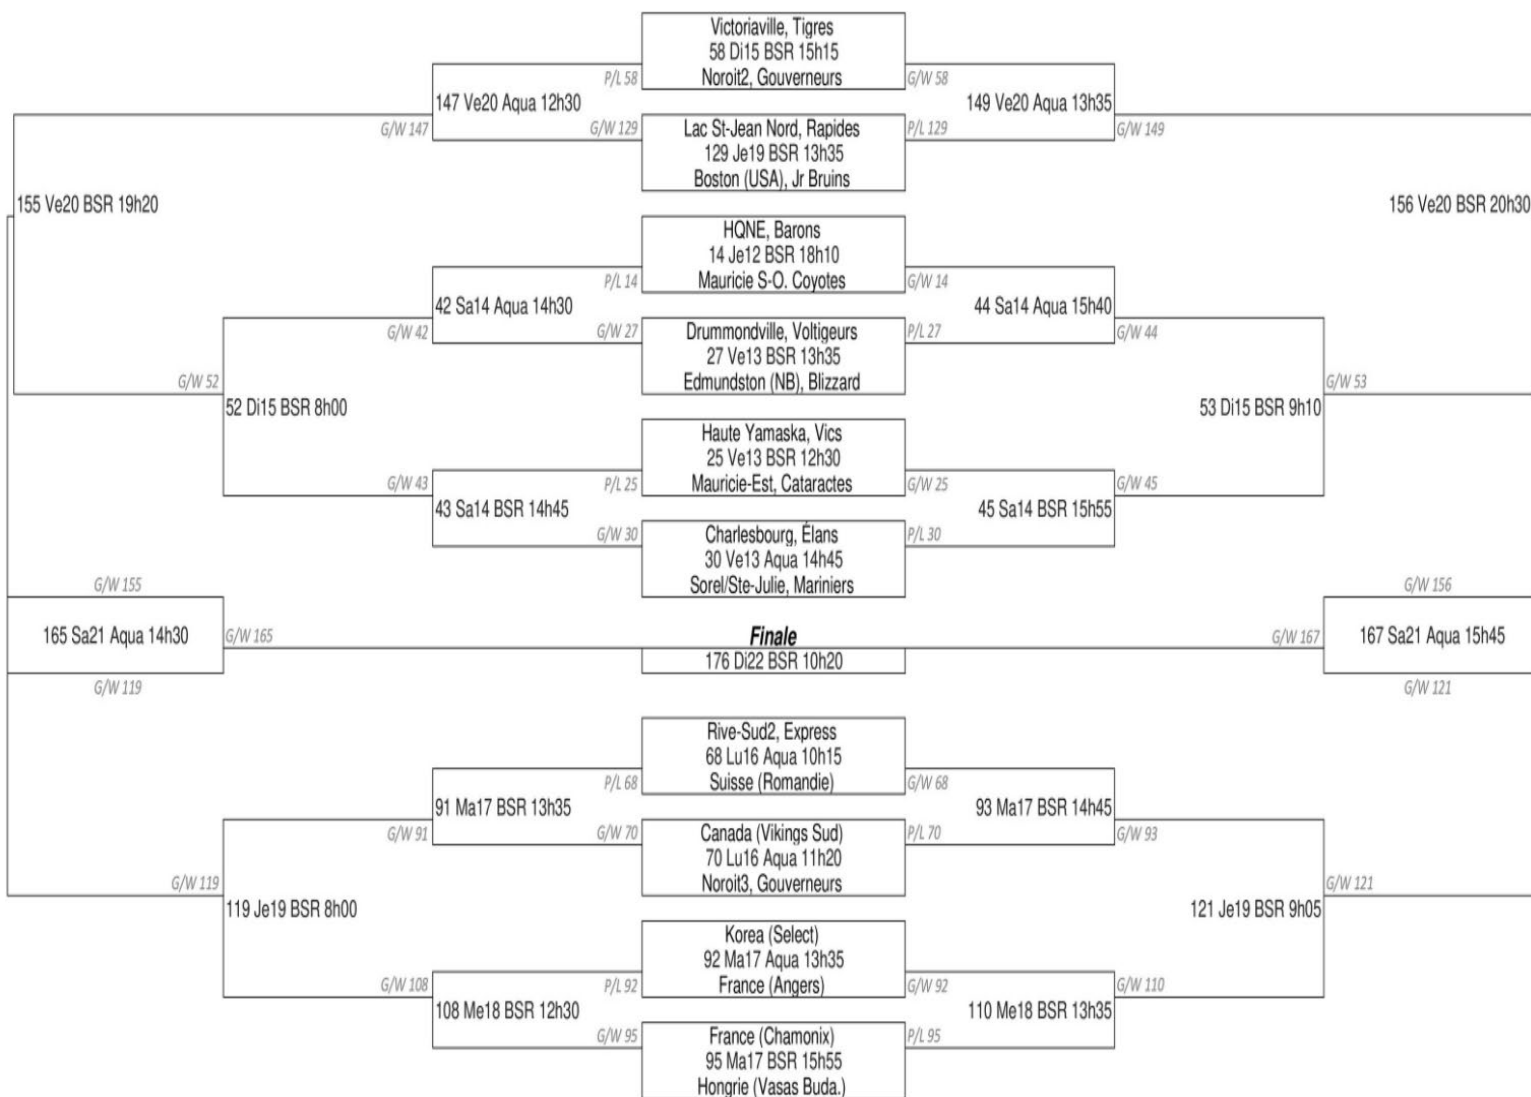 Victoriaville, Tigres
58 Di15 BSR 15h15
Noroit2, Gouverneurs
P/L 58
G/W 58
147 Ve20 Aqua 12h30
149 Ve20 Aqua 13h35
G/W 147
G/W 129
Lac St-Jean Nord, Rapides
129 Je19 BSR 13h35
Boston (USA), Jr Bruins
P/L 129
G/W 149
155 Ve20 BSR 19h20
156 Ve20 BSR 20h30
HQNE, Barons
14 Je12 BSR 18h10
Mauricie S-O. Coyotes
P/L 14
G/W 14
42 Sa14 Aqua 14h30
44 Sa14 Aqua 15h40
G/W 42
G/W 27
Drummondville, Voltigeurs
27 Ve13 BSR 13h35
Edmundston (NB), Blizzard
P/L 27
G/W 44
G/W 52
G/W 53
52 Di15 BSR 8h00
53 Di15 BSR 9h10
Haute Yamaska, Vics
25 Ve13 BSR 12h30
Mauricie-Est, Cataractes
G/W 43
P/L 25
G/W 25
G/W 45
43 Sa14 BSR 14h45
45 Sa14 BSR 15h55
G/W 30
Charlesbourg, Élans
30 Ve13 Aqua 14h45
Sorel/Ste-Julie, Mariniers
P/L 30
G/W 155
G/W 156
165 Sa21 Aqua 14h30
G/W 165
Finale
176 Di22 BSR 10h20
G/W 167
167 Sa21 Aqua 15h45
G/W 119
G/W 121
Rive-Sud2, Express
68 Lu16 Aqua 10h15
Suisse (Romandie)
P/L 68
G/W 68
91 Ma17 BSR 13h35
93 Ma17 BSR 14h45
G/W 91
G/W 70
Canada (Vikings Sud)
70 Lu16 Aqua 11h20
Noroit3, Gouverneurs
P/L 70
G/W 93
G/W 119
G/W 121
119 Je19 BSR 8h00
121 Je19 BSR 9h05
Korea (Select)
92 Ma17 Aqua 13h35
France (Angers)
G/W 108
P/L 92
G/W 92
G/W 110
108 Me18 BSR 12h30
110 Me18 BSR 13h35
G/W 95
France (Chamonix)
95 Ma17 BSR 15h55
Hongrie (Vasas Buda.)
P/L 95